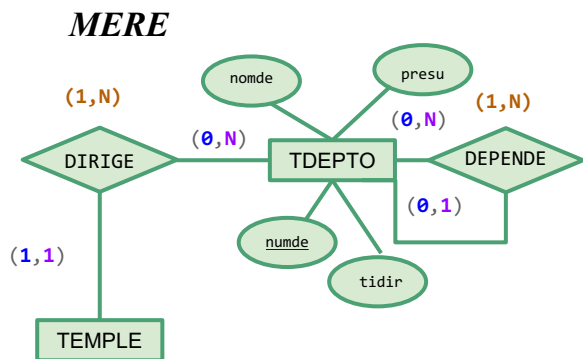 MERE
nomde
presu
(1,N)
(1,N)
(0,N)
(0,N)
DIRIGE
TDEPTO
DEPENDE
(0,1)
numde
(1,1)
tidir
TEMPLE